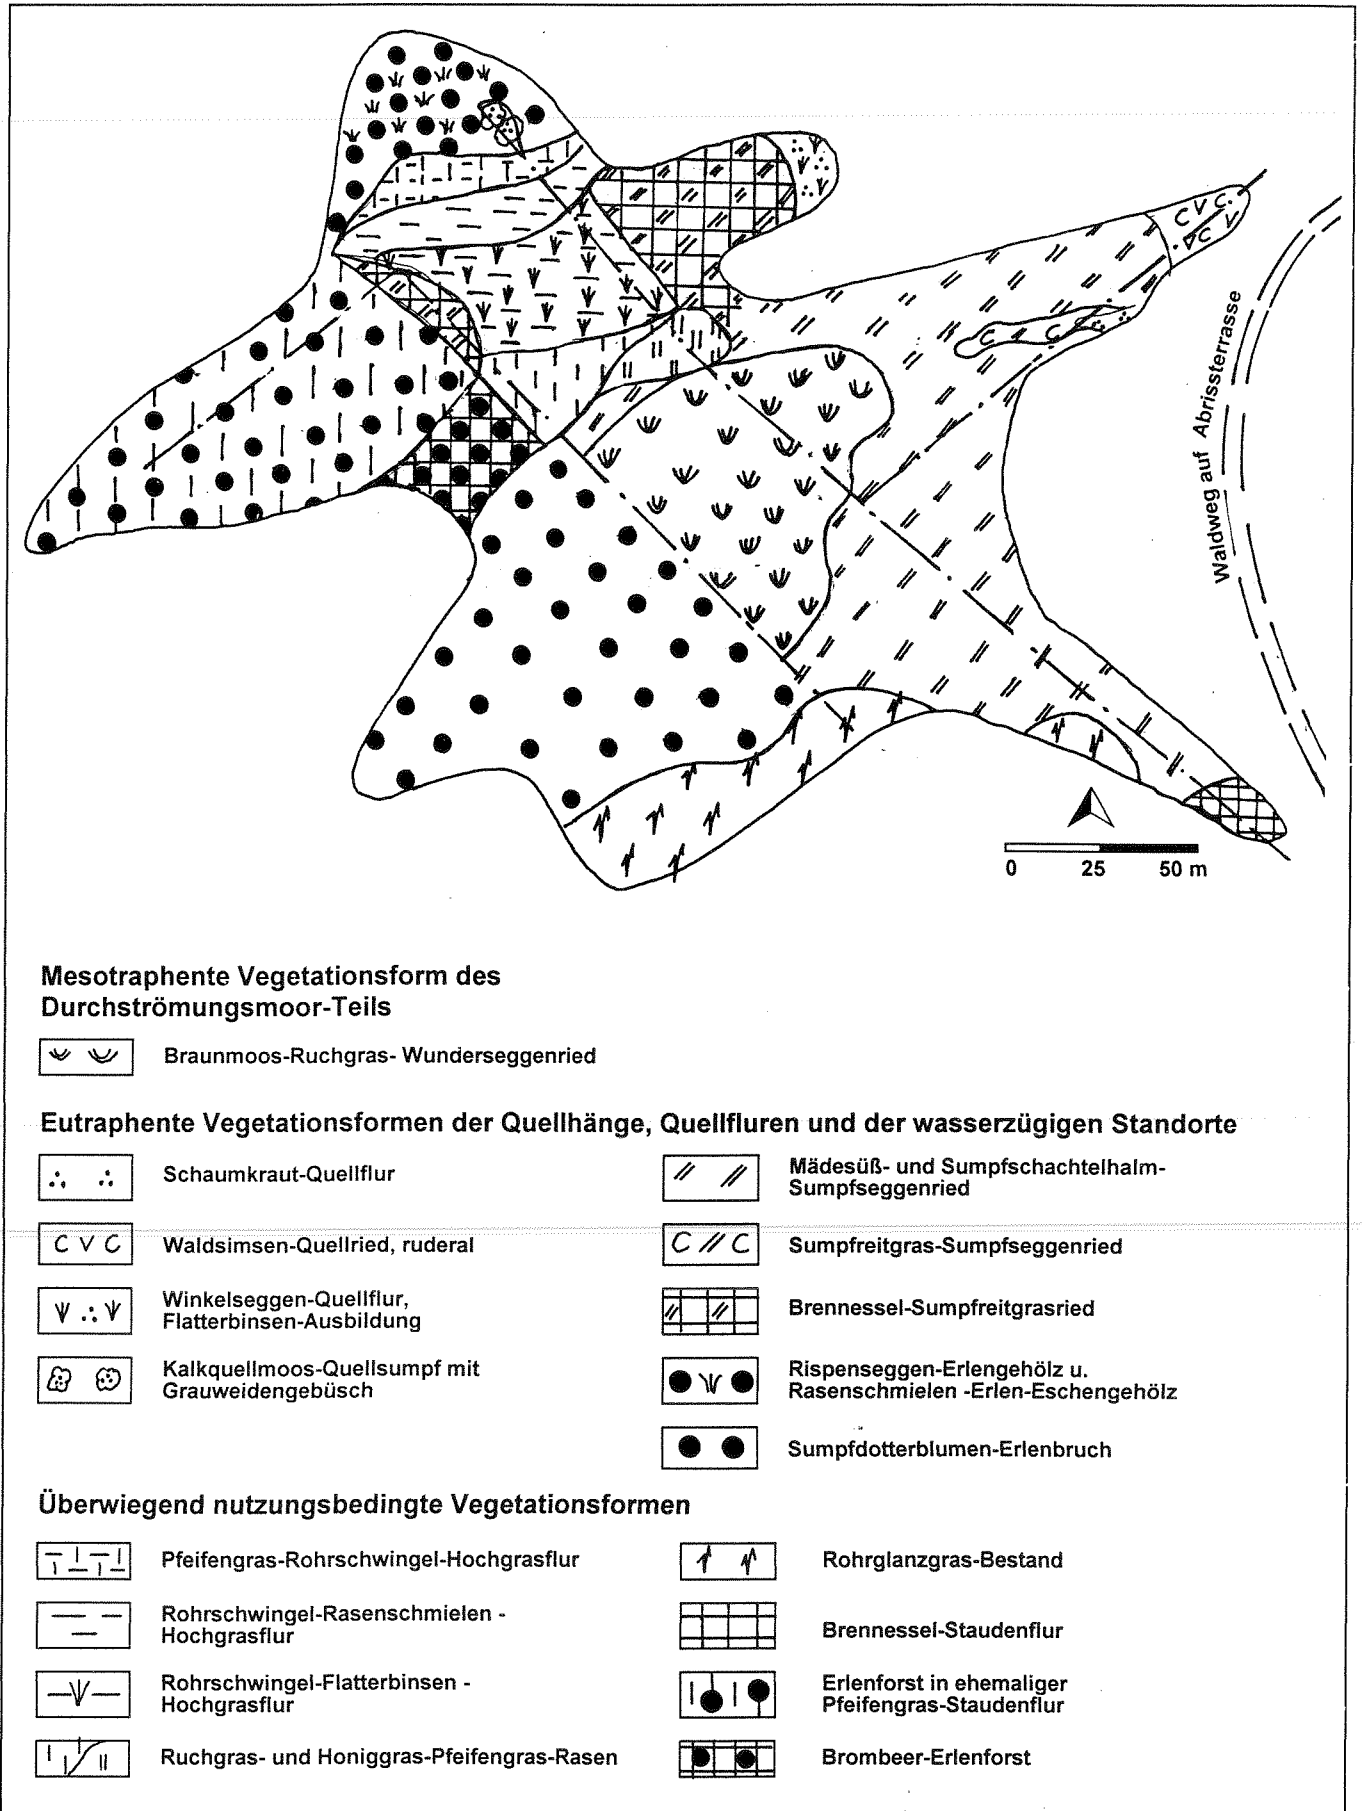 Waldweg auf Abrissterrasse
0 25 50 m
Mesotraphente Vegetationsform des
Durchströmungsmoor-Teils
Braunmoos-Ruchgras- Wunderseggenried
Eutraphente Vegetationsformen der Quellhänge, Quellfluren und der wasserzügigen Standorte
Schaumkraut-Quellflur
Waldsimsen-Quellried, ruderal
Winkelseggen-Quellflur,
Flatterbinsen-Ausbildung
Kalkquellmoos-Quellsumpf mit
Grauweidengebüsch
Mädesüß- und Sumpfschachtelhalm-
Sumpfseggenried
Sumpfreitgras-Sumpfseggenried
Brennessel-Sumpfreitgrasried
Rispenseggen-Erlengehölz u.
Rasenschmielen -Erlen-Eschengehölz
Sumpfdotterblumen-Erlenbruch
Überwiegend nutzungsbedingte Vegetationsformen
Pfeifengras-Rohrschwingel-Hochgrasflur
Rohrschwingel-Rasenschmielen -
Hochgrasflur
Rohrschwingel-Flatterbinsen -
Hochgrasflur
Ruchgras- und Honiggras-Pfeifengras-Rasen
Rohrglanzgras-Bestand
Brennessel-Staudenflur
Erlenforst in ehemaliger
Pfeifengras-Staudenflur
Brombeer-Erlenforst